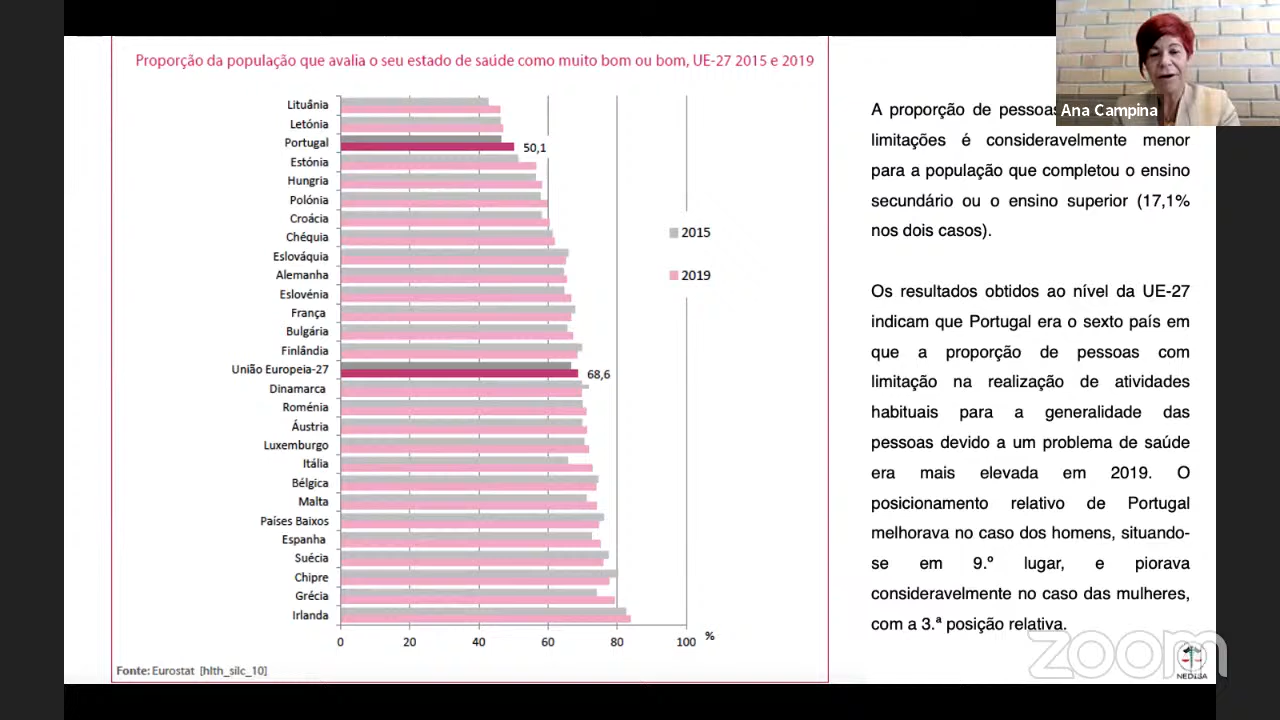 Proporção da população que avalia o seu estado de saúde como muito bom ou bom, UE-27 2015 e 2019
Lituânia
Letónia
Portugal
50,1
Estónia
Hungria
Polónia
Croácia
Chéquia
Eslováquia
Alemanha
Eslovénia
França
Bulgária
Finlândia
União Europeia-27
68,6
Dinamarca
Roménia
Áustria
Luxemburgo
Itália
Bélgica
Malta
Países Baixos
Espanha
Suécia
Chipre
Grécia
Irlanda
0 20 40 60 80 100 %
2015
2019
Fonte: Eurostat [hlth_silc_10]
Ana Campina
A proporção de pessoas
limitações é consideravelmente menor
para a população que completou o ensino
secundário ou o ensino superior (17,1%
nos dois casos).
Os resultados obtidos ao nível da UE-27
indicam que Portugal era o sexto país em
que a proporção de pessoas com
limitação na realização de atividades
habituais para a generalidade das
pessoas devido a um problema de saúde
era mais elevada em 2019. O
posicionamento relativo de Portugal
melhorava no caso dos homens, situando-
se em 9.º lugar, e piorava
consideravelmente no caso das mulheres,
com a 3.ª posição relativa.
zoom
NEDISA